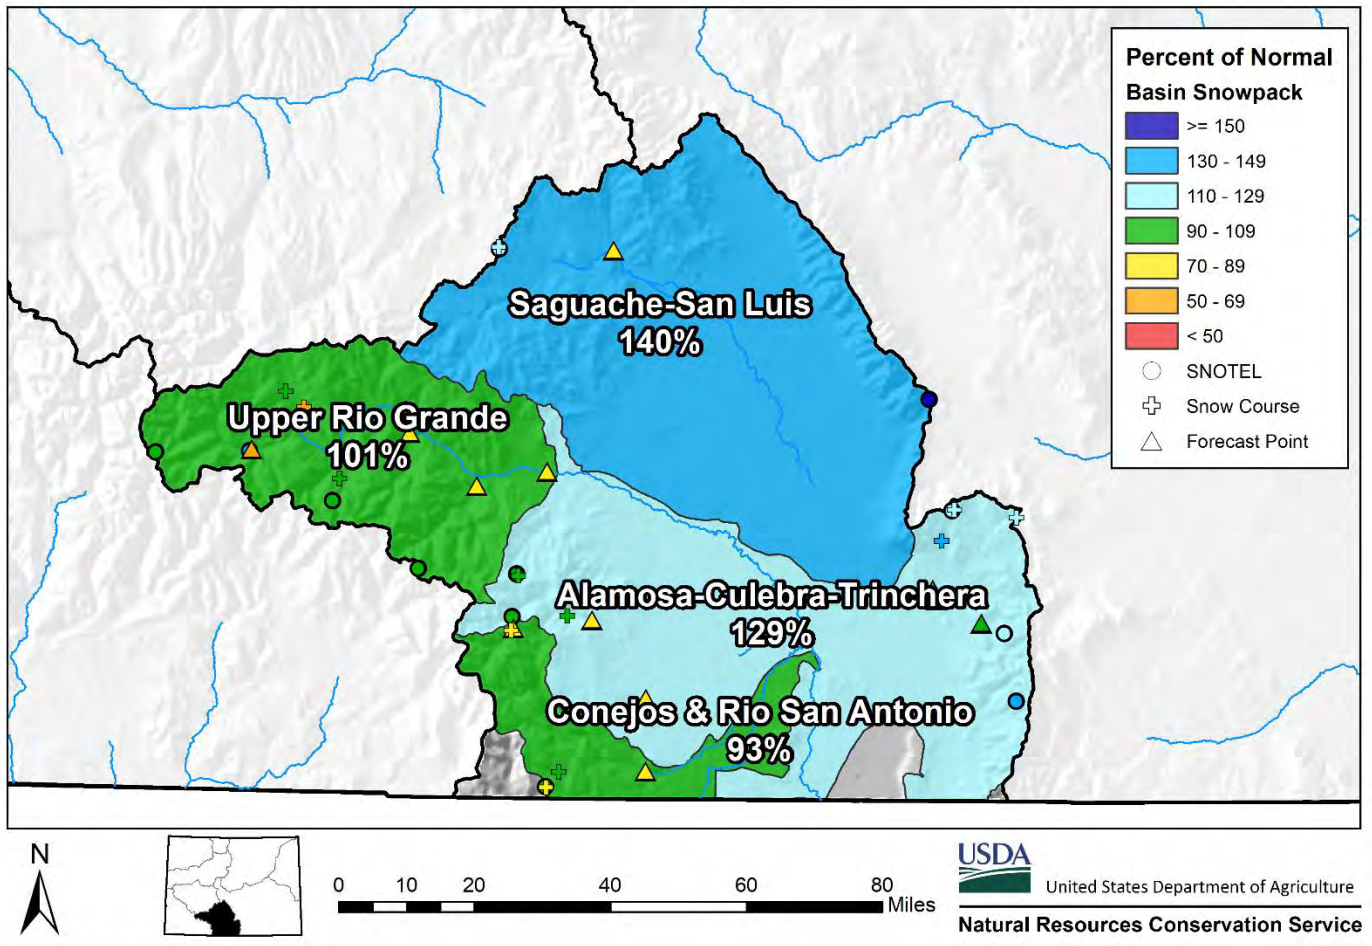 Percent of Normal
Basin Snowpack
>= 150
130 - 149
110 - 129
90 - 109
70 - 89
50 - 69
< 50
SNOTEL
Snow Course
Forecast Point
Saguache-San Luis
140%
Upper Rio Grande
101%
Alamosa-Culebra-Trinchera
129%
Conejos & Rio San Antonio
93%
N
0 10 20 40 60 80
Miles
USDA
United States Department of Agriculture
Natural Resources Conservation Service